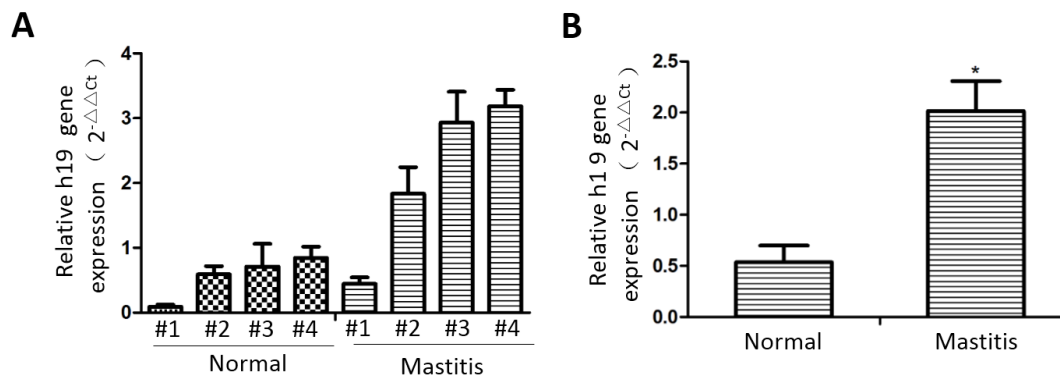 A
Relative h19 gene
expression ( 2-△△Ct )
4
3
2
1
0
#1 #2 #3 #4 #1 #2 #3 #4
Normal Mastitis
B
Relative h1 9 gene
expression ( 2-△△Ct )
2.5
2.0
1.5
1.0
0.5
0.0
*
Normal Mastitis